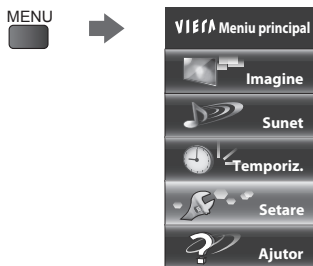 MENU
VIERA Meniu principal
Imagine
Sunet
Temporiz.
Setare
Ajutor